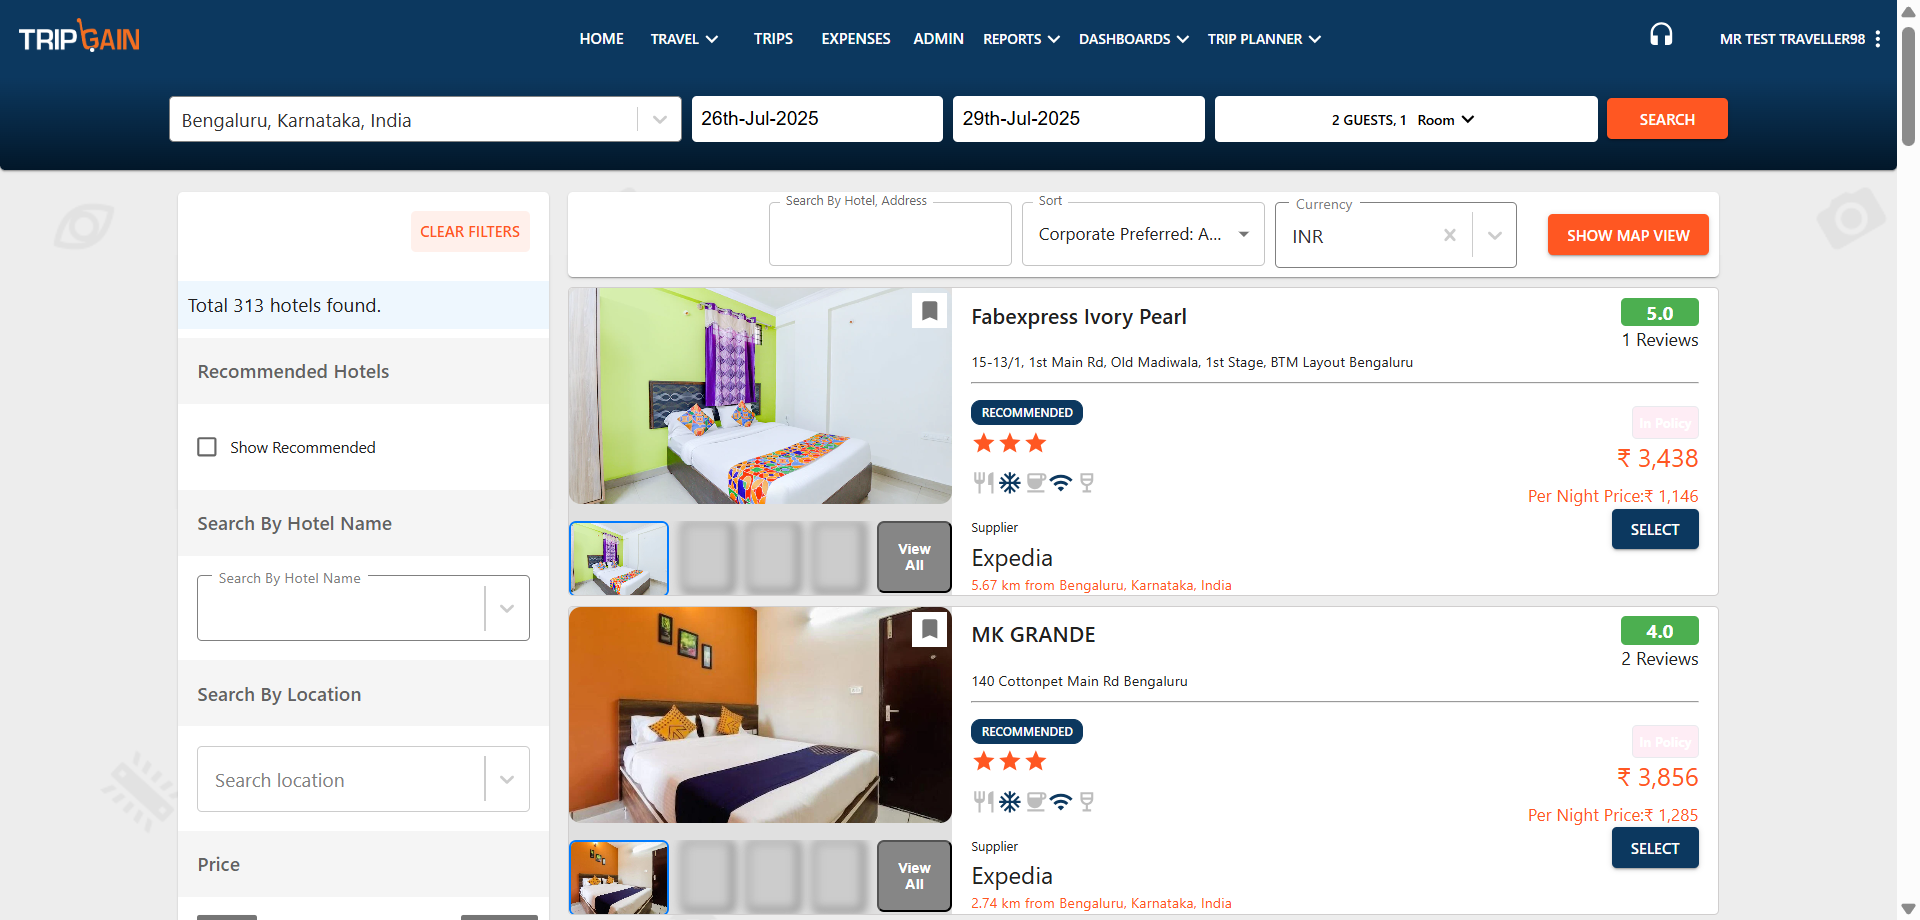 TRIPGAIN
HOME TRAVEL TRIPS EXPENSES ADMIN REPORTS DASHBOARDS TRIP PLANNER
MR TEST TRAVELLER98
Bengaluru, Karnataka, India
26th-Jul-2025
29th-Jul-2025
2 GUESTS, 1 Room
SEARCH
CLEAR FILTERS
Total 313 hotels found.
Recommended Hotels
Show Recommended
Search By Hotel Name
Search By Hotel Name
Search By Location
Search location
Price
Search By Hotel, Address
Sort
Corporate Preferred: A...
Currency
INR
SHOW MAP VIEW
Fabexpress Ivory Pearl
5.0
1 Reviews
15-13/1, 1st Main Rd, Old Madiwala, 1st Stage, BTM Layout Bengaluru
RECOMMENDED
In Policy
₹ 3,438
Per Night Price:₹ 1,146
SELECT
View
All
Supplier
Expedia
5.67 km from Bengaluru, Karnataka, India
MK GRANDE
4.0
2 Reviews
140 Cottonpet Main Rd Bengaluru
RECOMMENDED
In Policy
₹ 3,856
Per Night Price:₹ 1,285
SELECT
View
All
Supplier
Expedia
2.74 km from Bengaluru, Karnataka, India